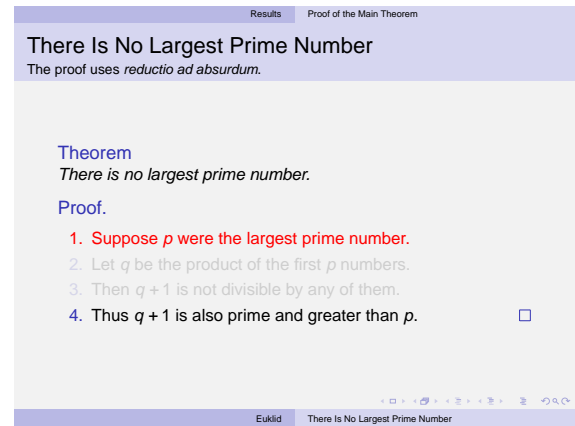 Results Proof of the Main Theorem
There Is No Largest Prime Number
The proof uses reductio ad absurdum.
Theorem
There is no largest prime number.
Proof.
1. Suppose p were the largest prime number.
2. Let q be the product of the first p numbers.
3. Then q + 1 is not divisible by any of them.
4. Thus q + 1 is also prime and greater than p.
Euklid There Is No Largest Prime Number